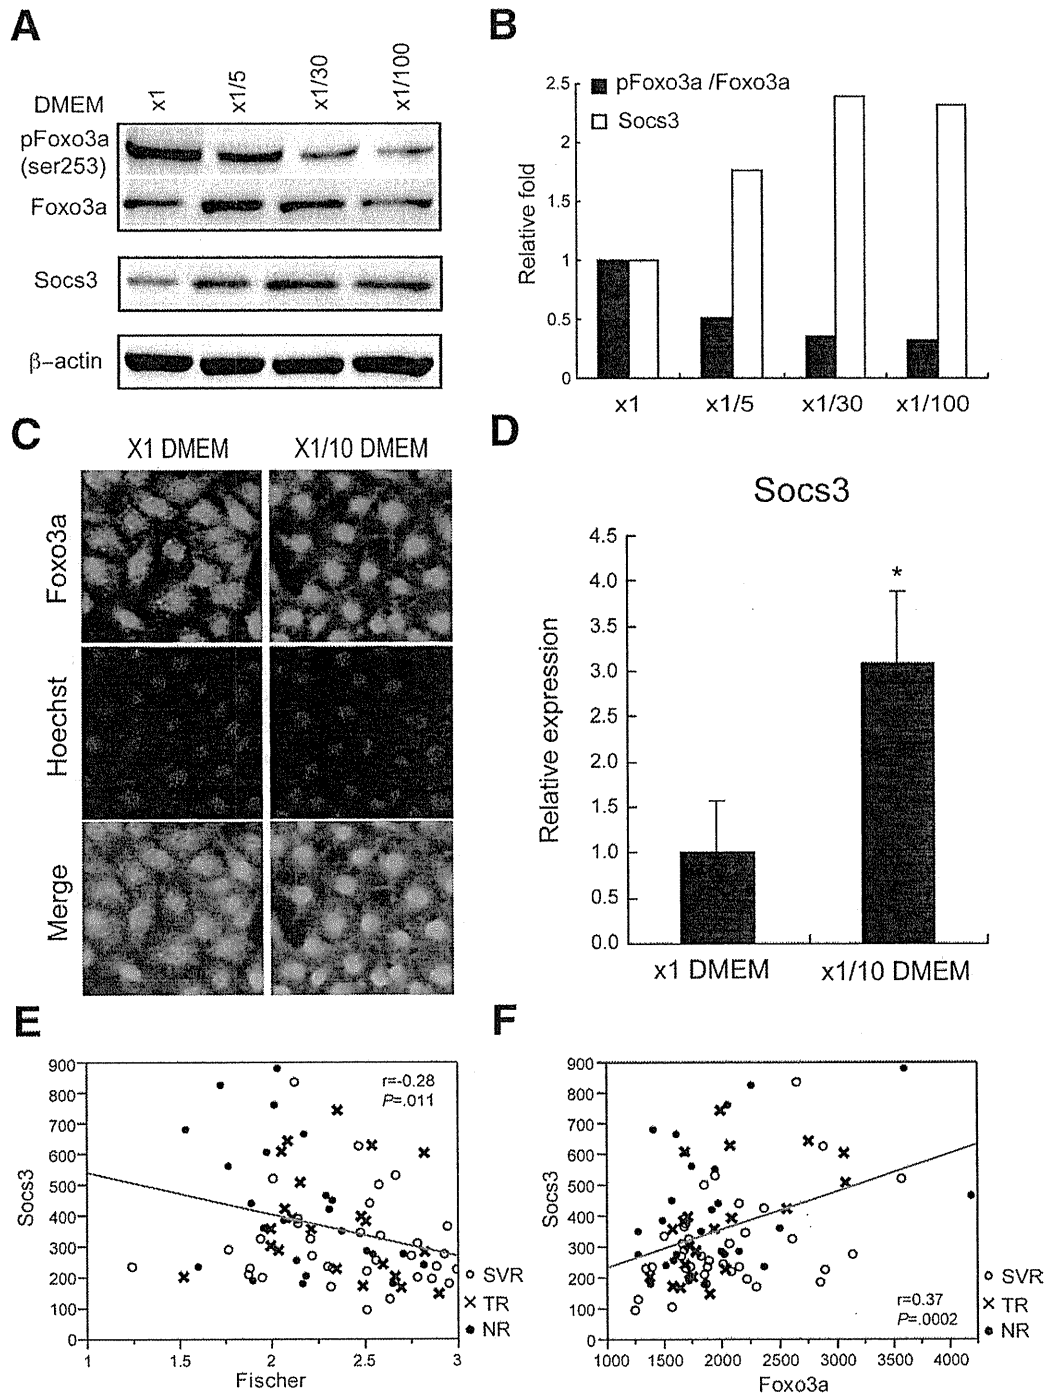 A
DMEM
x1
x1/5
x1/30
x1/100
pFoxo3a
(ser253)
Foxo3a
Socs3
β-actin
B
pFoxo3a /Foxo3a
Socs3
Relative fold
2.5
2
1.5
1
0.5
0
x1
x1/5
x1/30
x1/100
C
X1 DMEM
X1/10 DMEM
Foxo3a
Hoechst
Merge
D
Socs3
Relative expression
4.5
4.0
3.5
3.0
2.5
2.0
1.5
1.0
0.5
0.0
*
x1 DMEM
x1/10 DMEM
E
Socs3
900
800
700
600
500
400
300
200
100
0
r=-0.28
P=.011
1
1.5
2
2.5
3
Fischer
SVR
TR
NR
F
Socs3
900
800
700
600
500
400
300
200
100
0
r=0.37
P=.0002
1000
1500
2000
2500
3000
3500
4000
Foxo3a
SVR
TR
NR